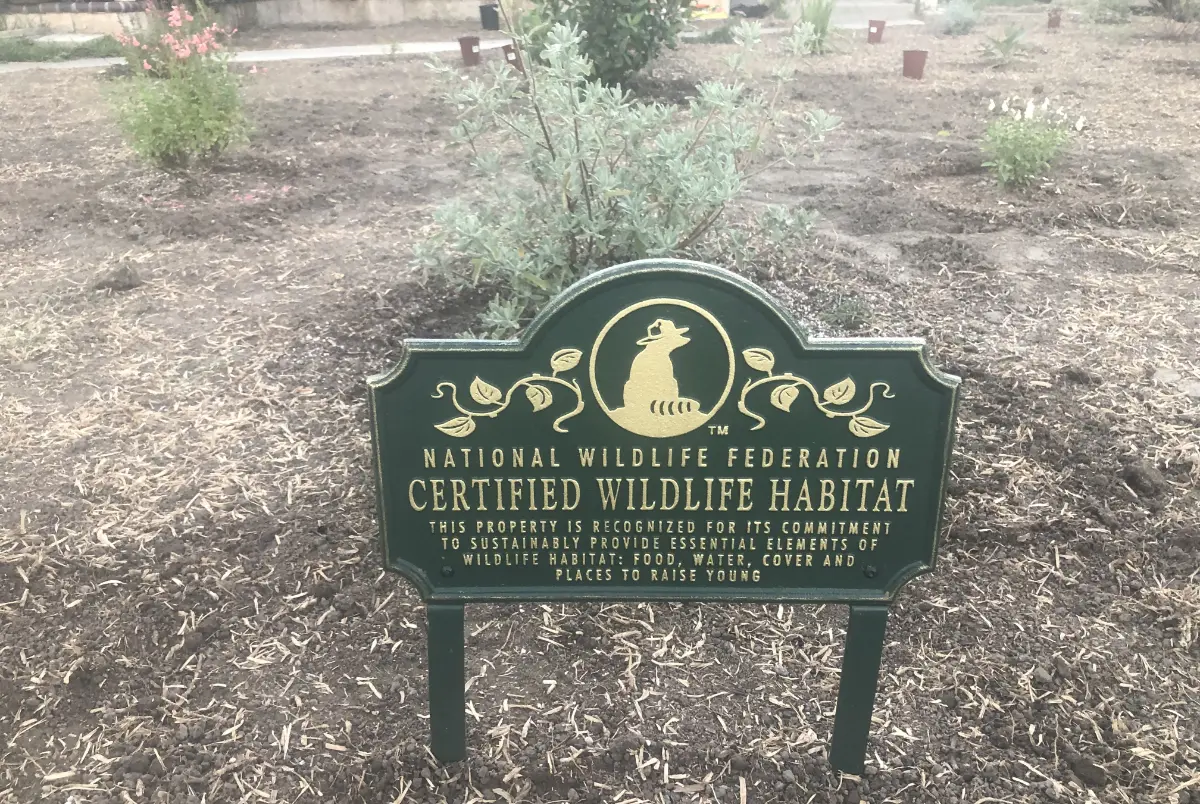 TM
NATIONAL WILDLIFE FEDERATION
CERTIFIED WILDLIFE HABITAT
THIS PROPERTY IS RECOGNIZED FOR ITS COMMITMENT
TO SUSTAINABLY PROVIDE ESSENTIAL ELEMENTS OF
WILDLIFE HABITAT: FOOD, WATER, COVER AND
PLACES TO RAISE YOUNG